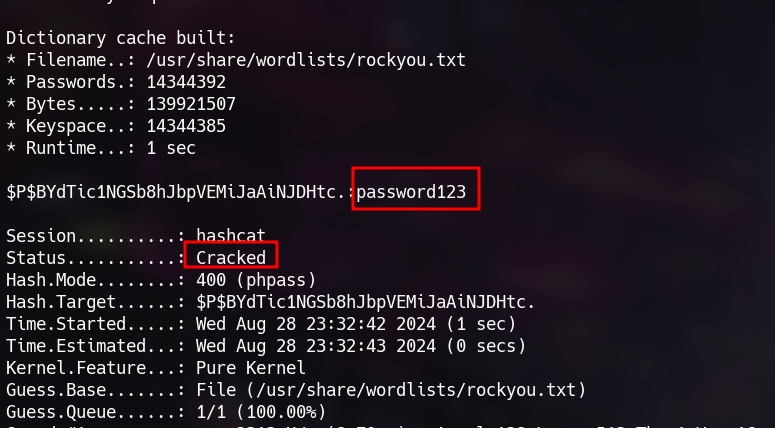 Dictionary cache built:
* Filename..: /usr/share/wordlists/rockyou.txt
* Passwords.: 14344392
* Bytes.....: 139921507
* Keyspace..: 14344385
* Runtime...: 1 sec
$P$BYdTic1NGSb8hJbpVEMiJaAiNJDHtc.:password123
Session..........: hashcat
Status...........: Cracked
Hash.Mode........: 400 (phpass)
Hash.Target......: $P$BYdTic1NGSb8hJbpVEMiJaAiNJDHtc.
Time.Started.....: Wed Aug 28 23:32:42 2024 (1 sec)
Time.Estimated...: Wed Aug 28 23:32:43 2024 (0 secs)
Kernel.Feature...: Pure Kernel
Guess.Base.......: File (/usr/share/wordlists/rockyou.txt)
Guess.Queue......: 1/1 (100.00%)